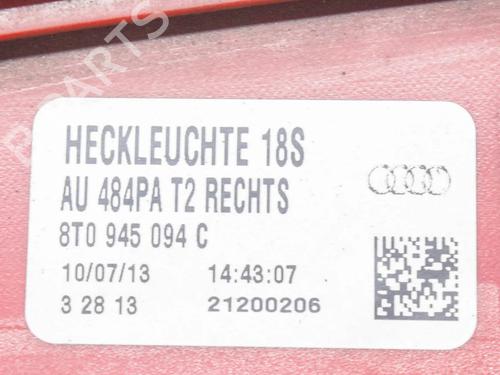 HECKLEUCHTE 18S
AU 484PA T2 RECHTS
8T0 945 094 C
10/07/13 14:43:07
3 28 13 21200206